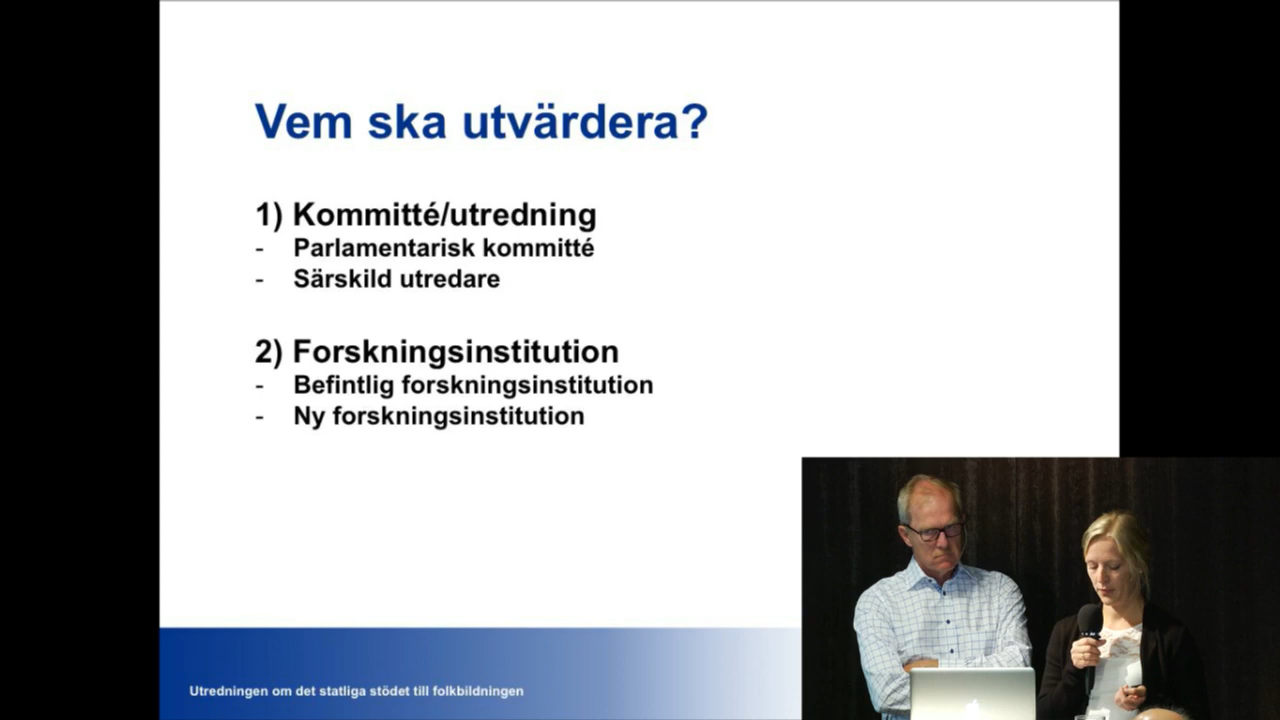 Vem ska utvärdera?
1) Kommitté/utredning
- Parlamentarisk kommitté
- Särskild utredare
2) Forskningsinstitution
- Befintlig forskningsinstitution
- Ny forskningsinstitution
Utredningen om det statliga stödet till folkbildningen